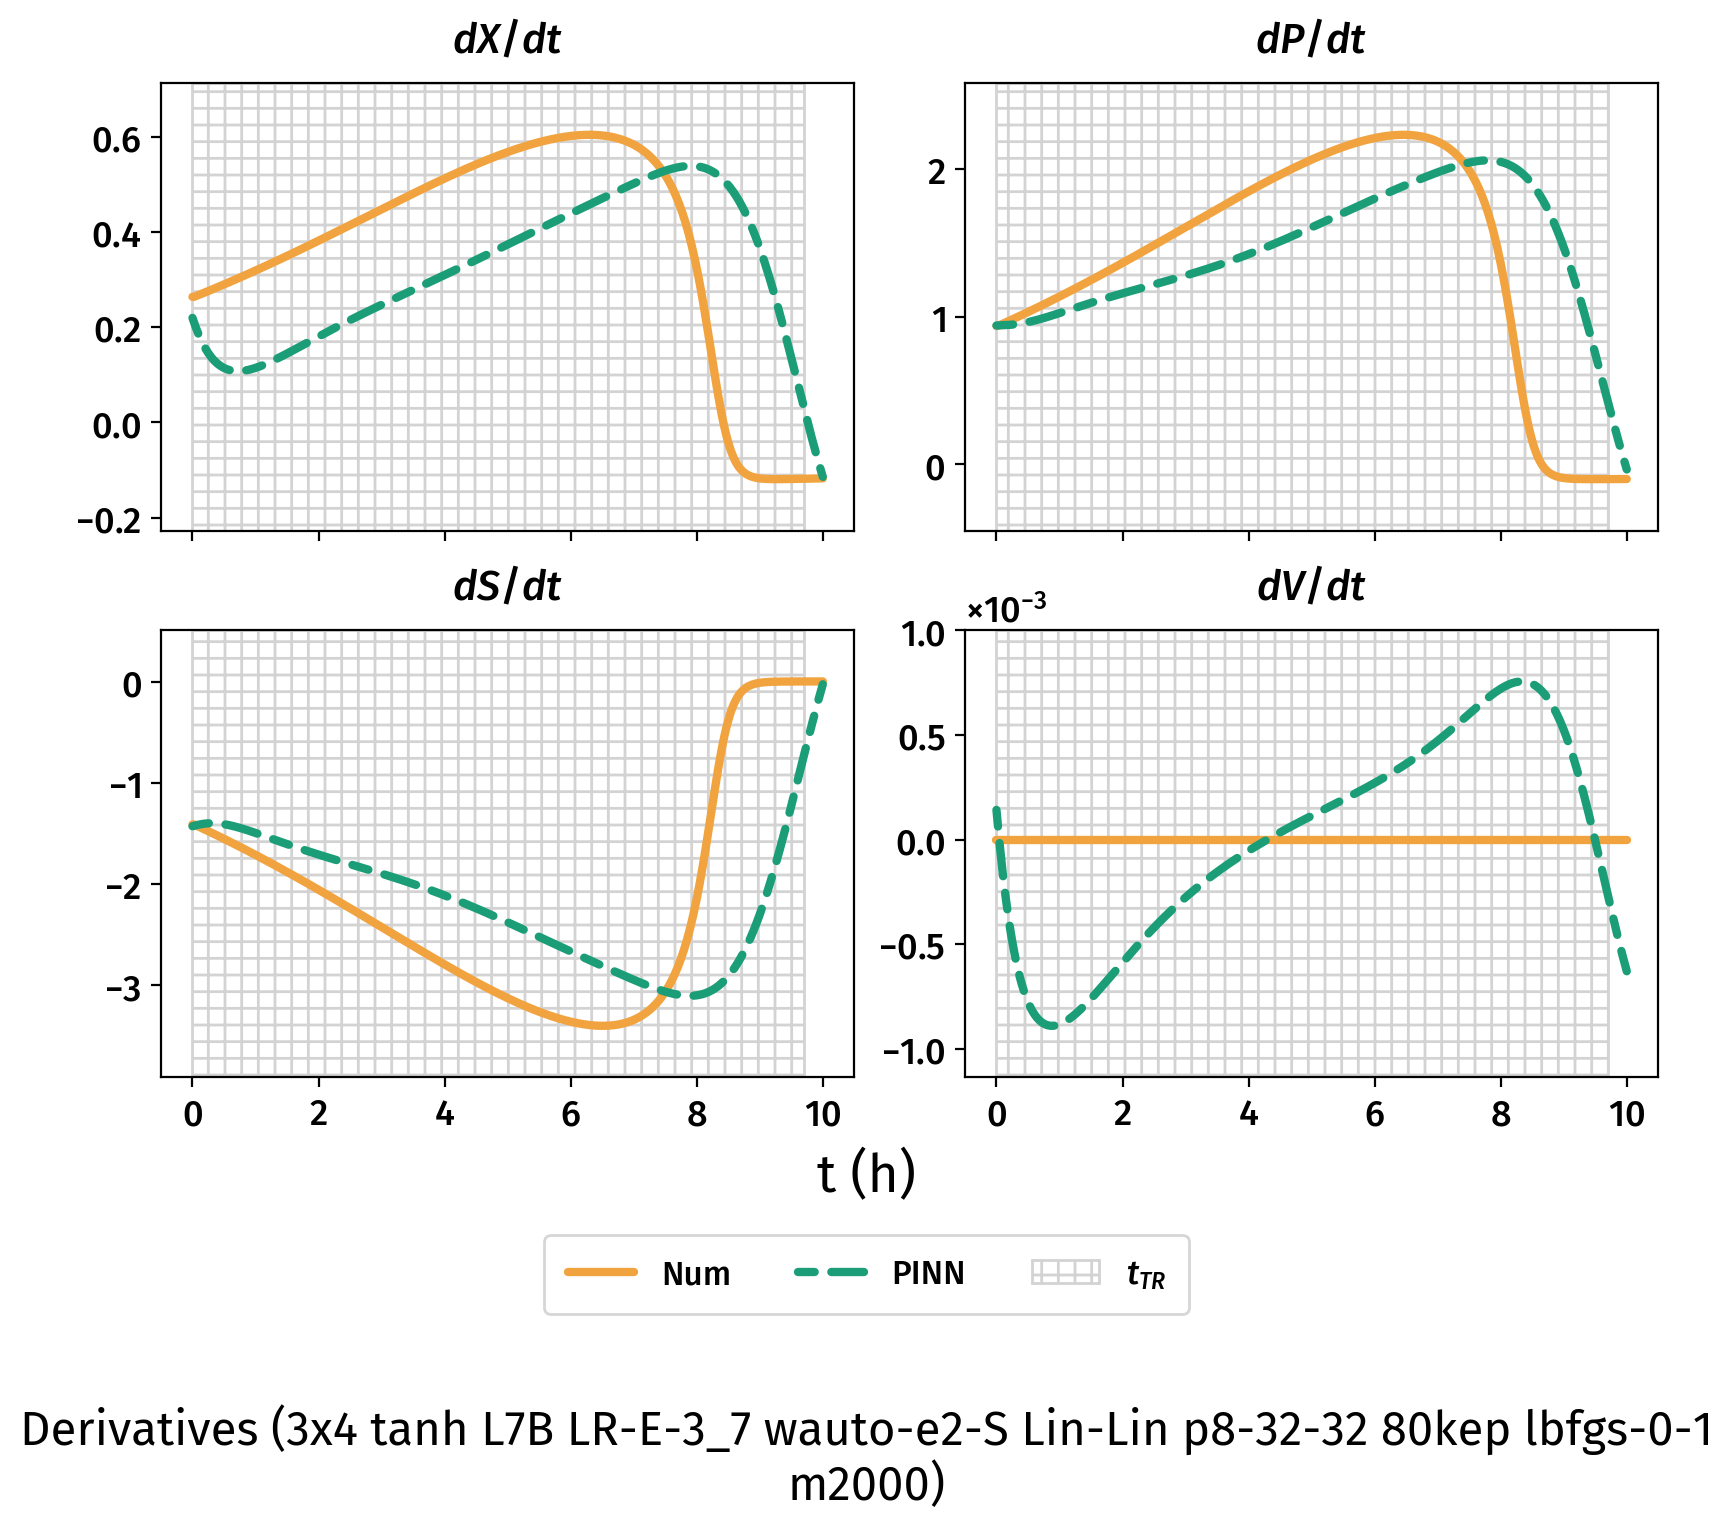 dX/dt
dP/dt
0.6
0.4
0.2
0.0
−0.2
2
1
0
dS/dt
dV/dt
×10⁻³
0
−1
−2
−3
1.0
0.5
0.0
−0.5
−1.0
0 2 4 6 8 10
0 2 4 6 8 10
t (h)
Num PINN t_TR
Derivatives (3x4 tanh L7B LR-E-3_7 wauto-e2-S Lin-Lin p8-32-32 80kep lbfgs-0-1
m2000)